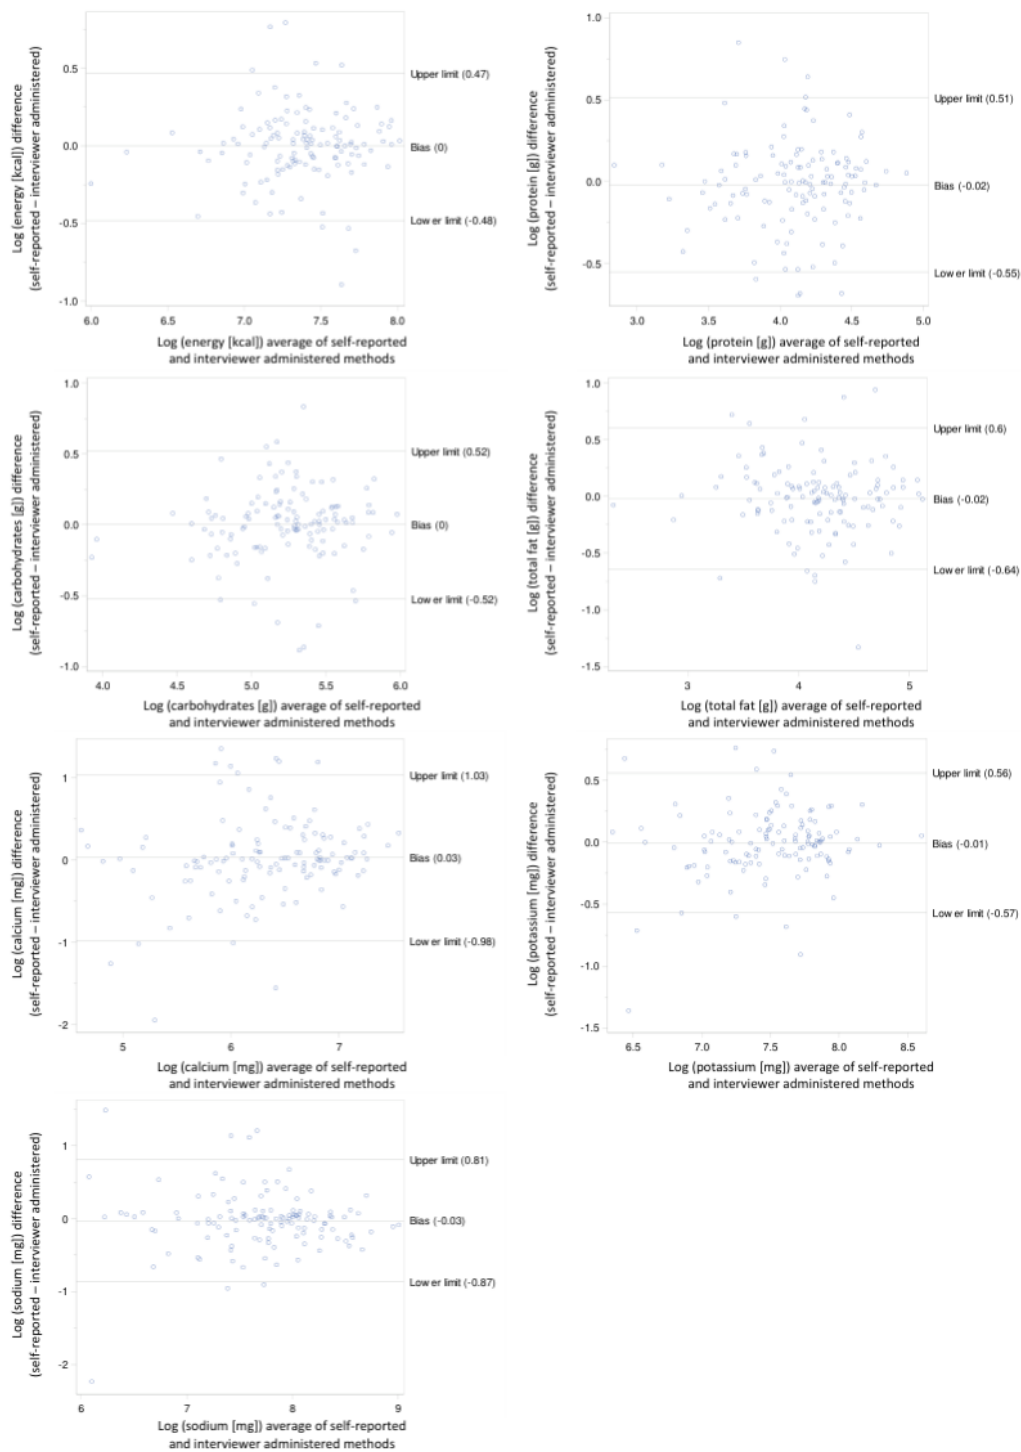 Log (energy [kcal]) difference
(self-reported – interviewer administered)
0.5
0.0
-0.5
-1.0
Upper limit (0.47)
Bias (0)
Lower limit (-0.48)
6.0 6.5 7.0 7.5 8.0
Log (energy [kcal]) average of self-reported
and interviewer administered methods
Log (protein [g]) difference
(self-reported – interviewer administered)
1.0
0.5
0.0
-0.5
Upper limit (0.51)
Bias (-0.02)
Lower limit (-0.55)
3.0 3.5 4.0 4.5 5.0
Log (protein [g]) average of self-reported
and interviewer administered methods
Log (carbohydrates [g]) difference
(self-reported – interviewer administered)
1.0
0.5
0.0
-0.5
-1.0
Upper limit (0.52)
Bias (0)
Lower limit (-0.52)
4.0 4.5 5.0 5.5 6.0
Log (carbohydrates [g]) average of self-reported
and interviewer administered methods
Log (total fat [g]) difference
(self-reported – interviewer administered)
1.0
0.5
0.0
-0.5
-1.0
-1.5
Upper limit (0.6)
Bias (-0.02)
Lower limit (-0.64)
3 4 5
Log (total fat [g]) average of self-reported
and interviewer administered methods
Log (calcium [mg]) difference
(self-reported – interviewer administered)
1
0
-1
-2
Upper limit (1.03)
Bias (0.03)
Lower limit (-0.98)
5 6 7
Log (calcium [mg]) average of self-reported
and interviewer administered methods
Log (potassium [mg]) difference
(self-reported – interviewer administered)
0.5
0.0
-0.5
-1.0
-1.5
Upper limit (0.56)
Bias (-0.01)
Lower limit (-0.57)
6.5 7.0 7.5 8.0 8.5
Log (potassium [mg]) average of self-reported
and interviewer administered methods
Log (sodium [mg]) difference
(self-reported – interviewer administered)
1
0
-1
-2
Upper limit (0.81)
Bias (-0.03)
Lower limit (-0.87)
6 7 8 9
Log (sodium [mg]) average of self-reported
and interviewer administered methods